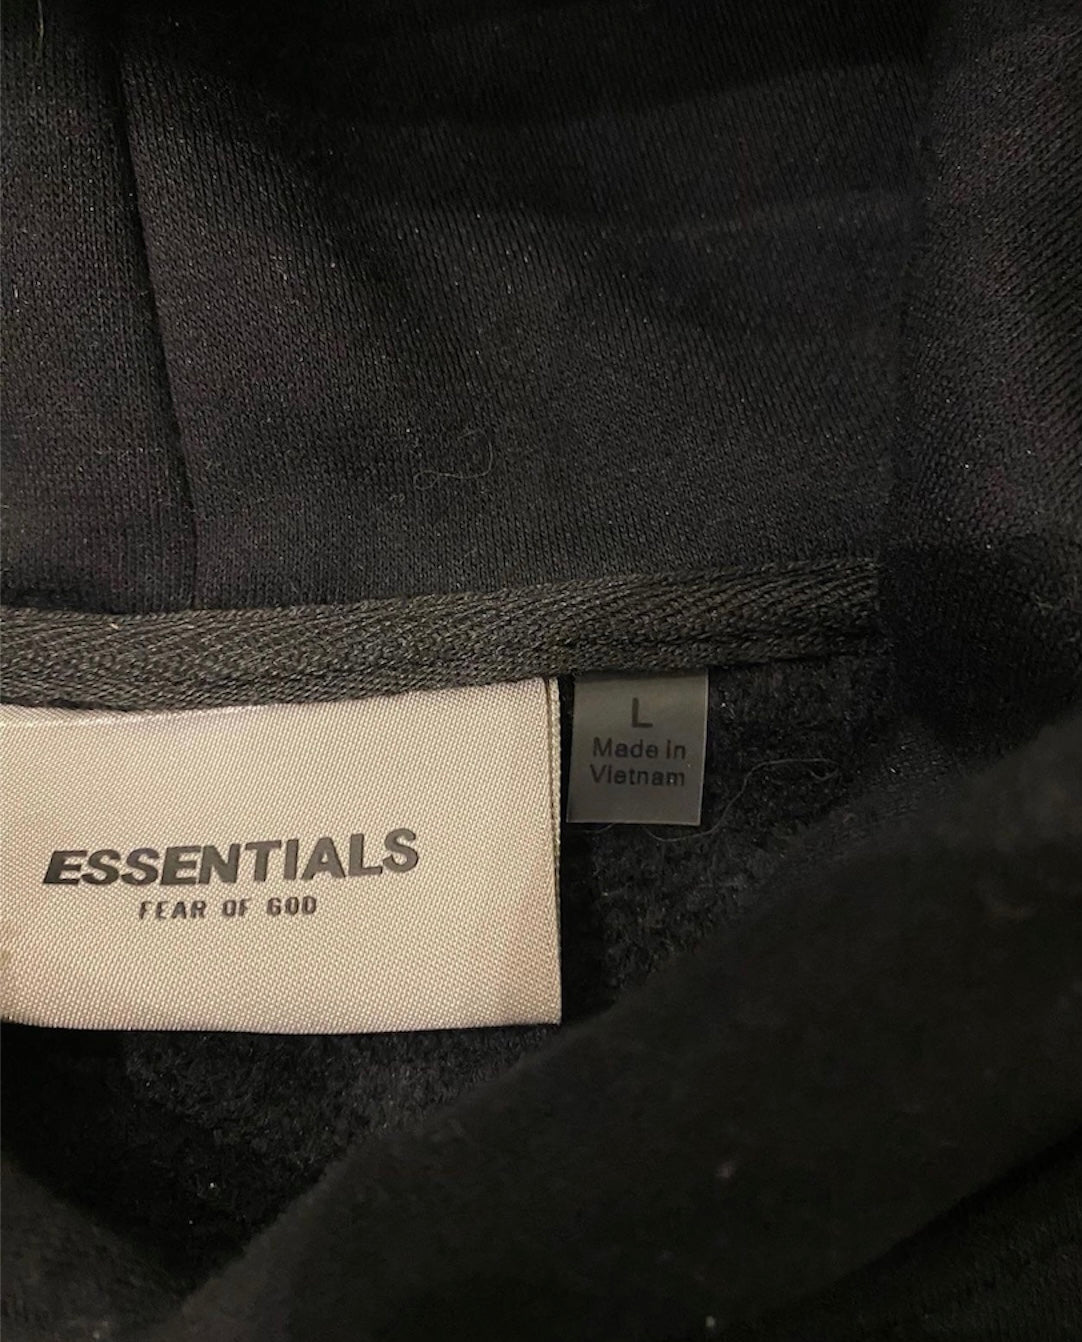 L
Made in
Vietnam
ESSENTIALS
FEAR OF GOD